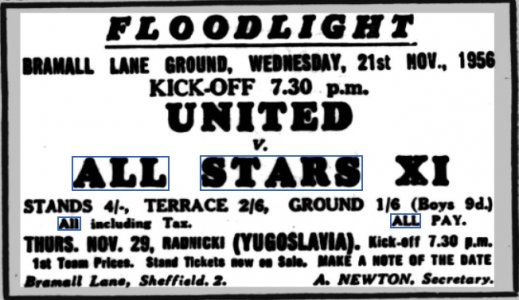 FLOODLIGHT
BRAMALL LANE GROUND, WEDNESDAY, 21st NOV., 1956
KICK-OFF 7.30 p.m.
UNITED
v.
ALL STARS XI
STANDS 4/-, TERRACE 2/6, GROUND 1/6 (Boys 9d.)
All including Tax. ALL PAY.
THURS. NOV. 29, RADNICKI (YUGOSLAVIA). Kick-off 7.30 p.m.
1st Team Prices. Stand Tickets now on Sale. MAKE A NOTE OF THE DATE
Bramall Lane, Sheffield, 2. A. NEWTON, Secretary.